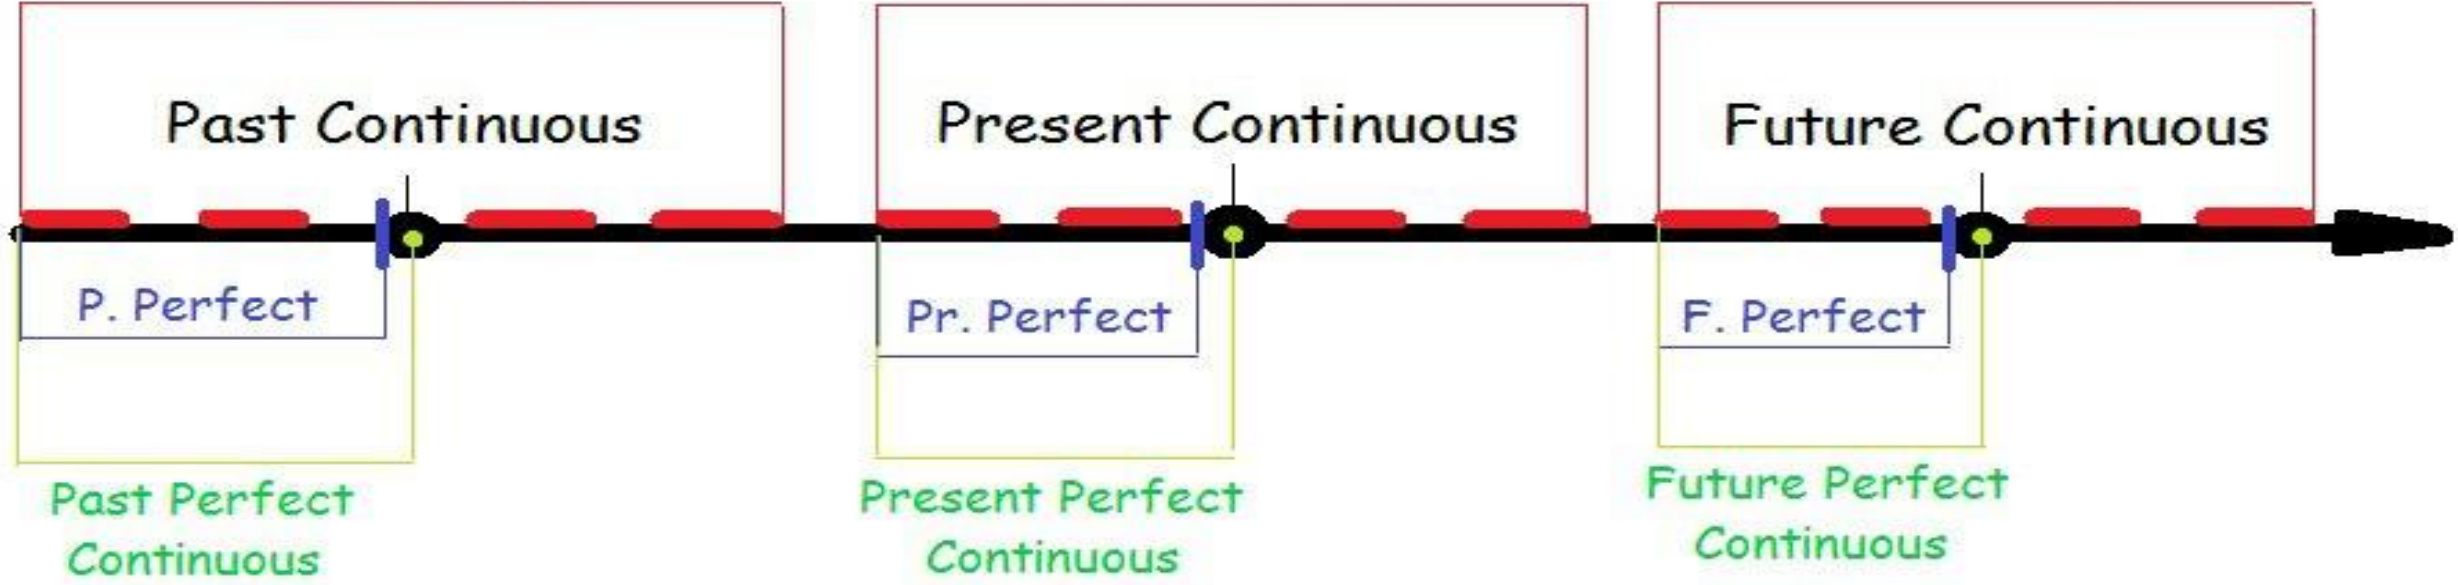 Past Continuous
Present Continuous
Future Continuous
P. Perfect
Pr. Perfect
F. Perfect
Past Perfect
Continuous
Present Perfect
Continuous
Future Perfect
Continuous